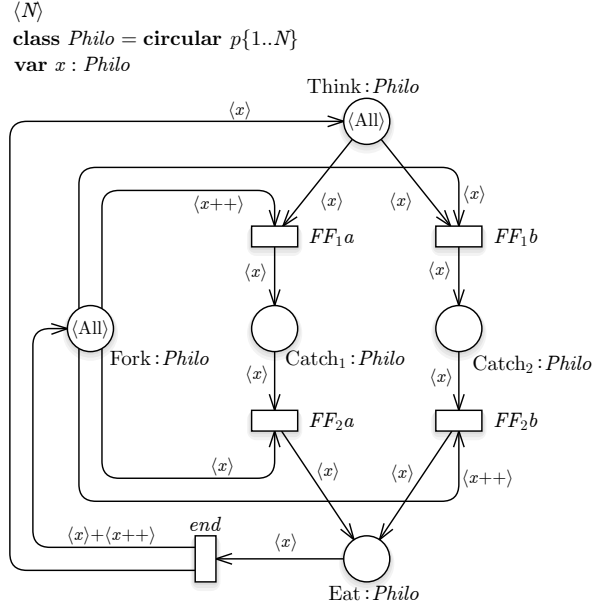 ⟨N⟩
class Philo = circular p{1..N}
var x : Philo
Think : Philo
⟨x⟩
⟨All⟩
⟨x++⟩ ⟨x⟩ ⟨x⟩ ⟨x⟩
FF₁a FF₁b
⟨x⟩ ⟨x⟩
⟨All⟩
Fork : Philo Catch₁ : Philo Catch₂ : Philo
⟨x⟩ ⟨x⟩
FF₂a FF₂b
⟨x⟩ ⟨x⟩ ⟨x⟩ ⟨x++⟩
⟨x⟩+⟨x++⟩ end ⟨x⟩
Eat : Philo